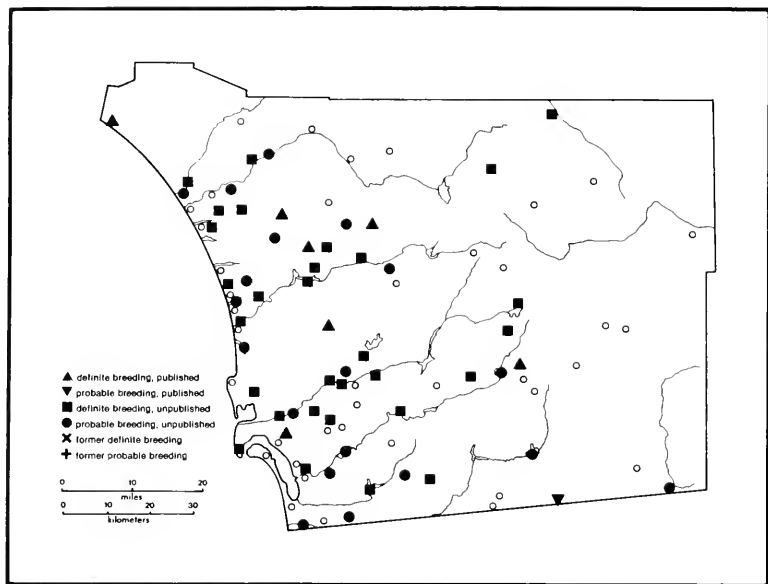 definite breeding, published
probable breeding, published
definite breeding, unpublished
probable breeding, unpublished
former definite breeding
former probable breeding
0 10 20
miles
0 10 20 30
kilometers